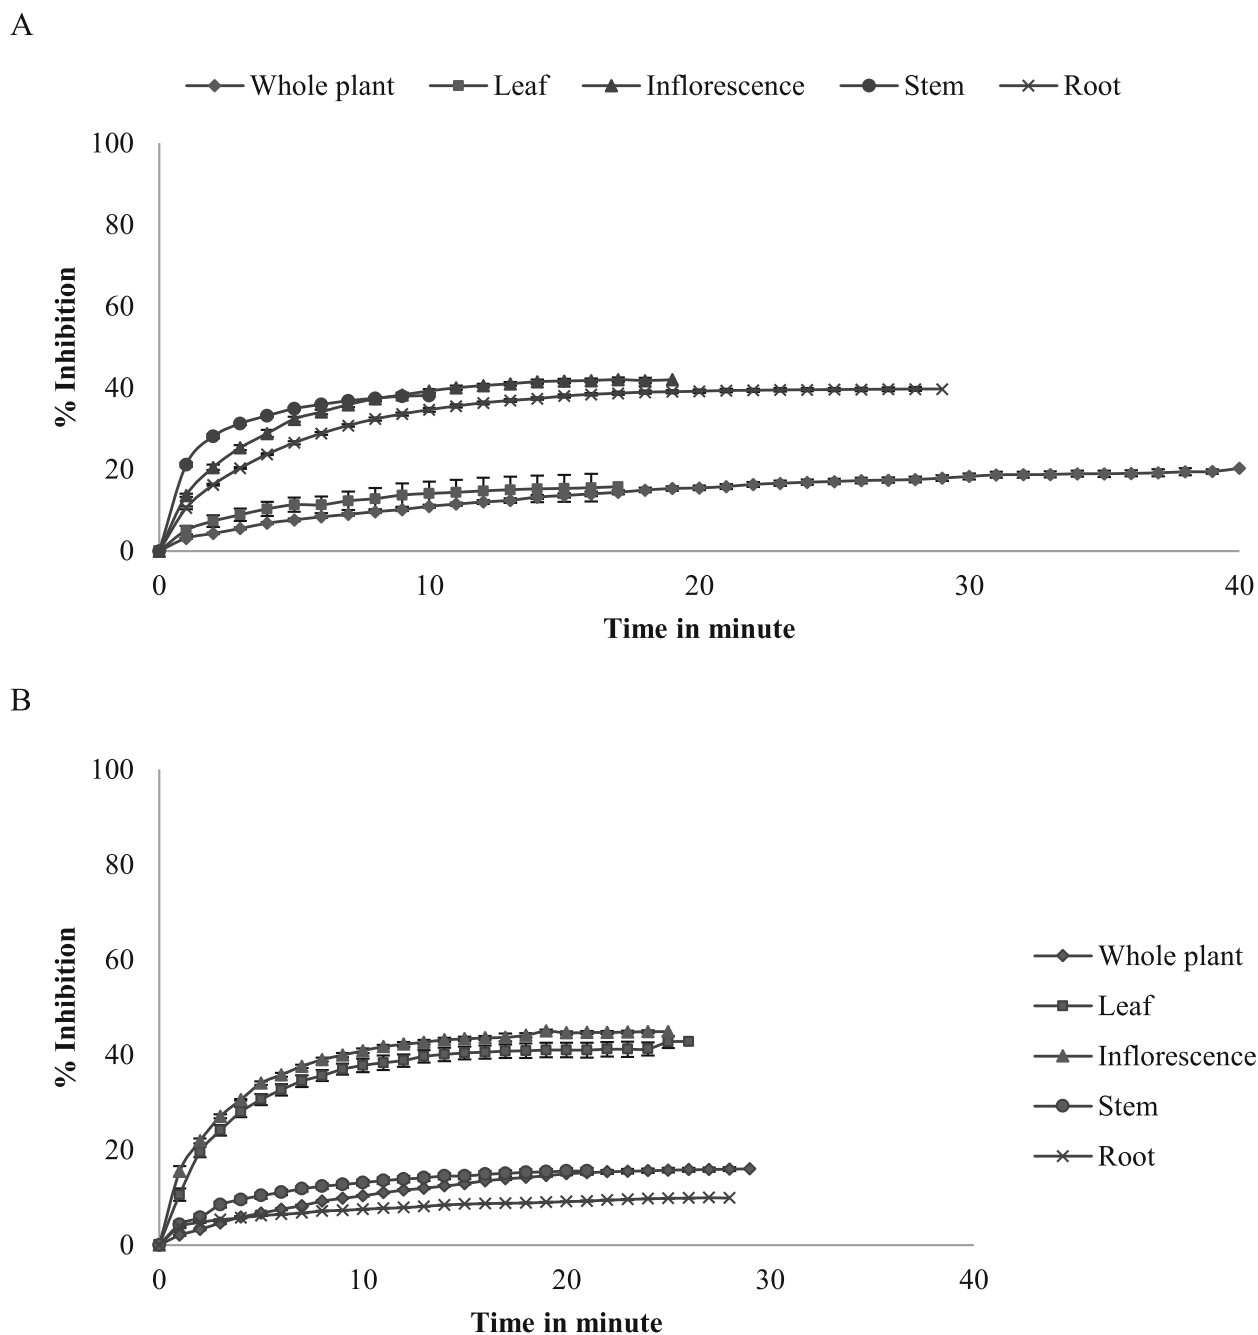 A
Whole plant Leaf Inflorescence Stem Root
100
80
60
40
20
0
% Inhibition
0 10 20 30 40
Time in minute
B
100
80
60
40
20
0
% Inhibition
Whole plant
Leaf
Inflorescence
Stem
Root
0 10 20 30 40
Time in minute